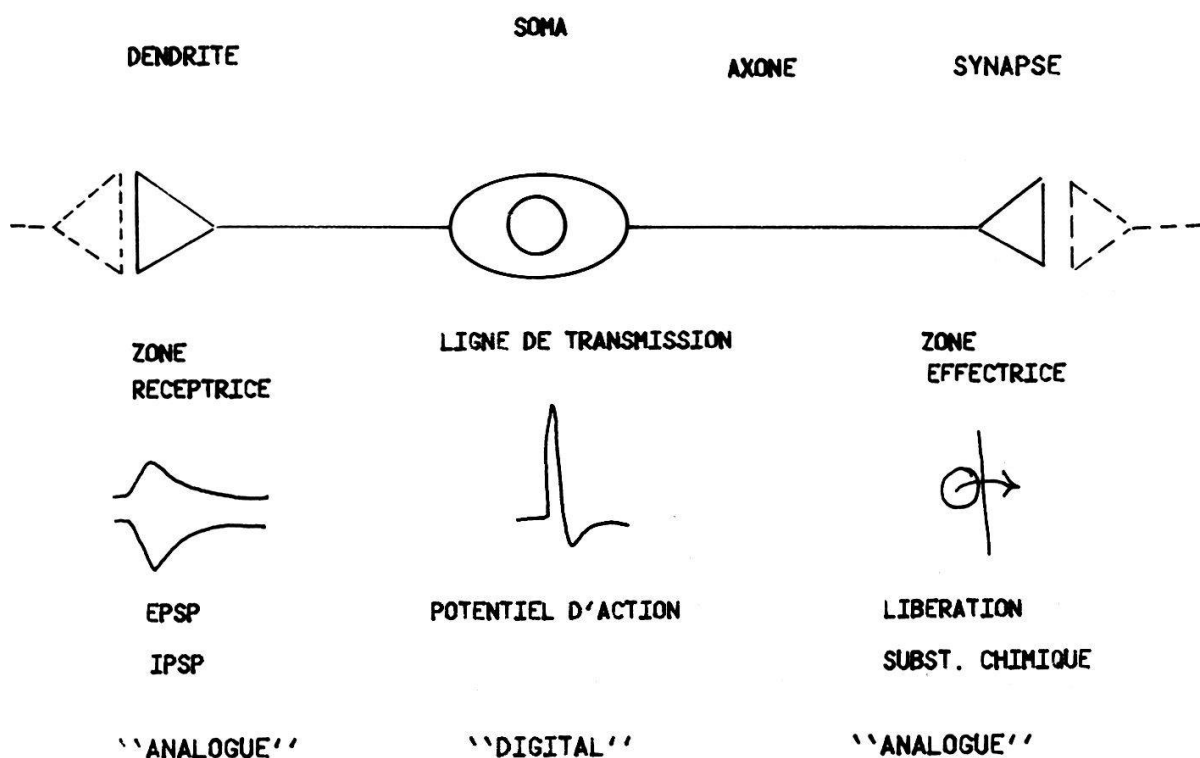 DENDRITE
SOMA
AXONE
SYNAPSE
ZONE
RECEPTRICE
LIGNE DE TRANSMISSION
ZONE
EFFECTRICE
EPSP
IPSP
POTENTIEL D'ACTION
LIBERATION
SUBST. CHIMIQUE
``ANALOGUE''
``DIGITAL''
``ANALOGUE''